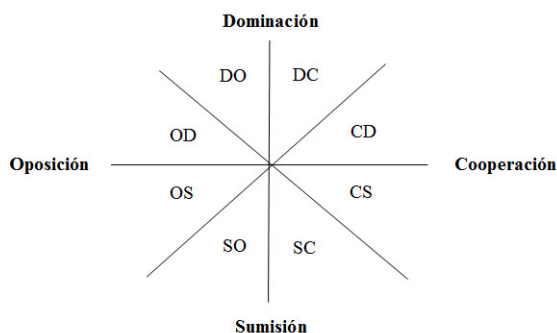 Dominación
DO DC
OD CD
Oposición Cooperación
OS CS
SO SC
Sumisión